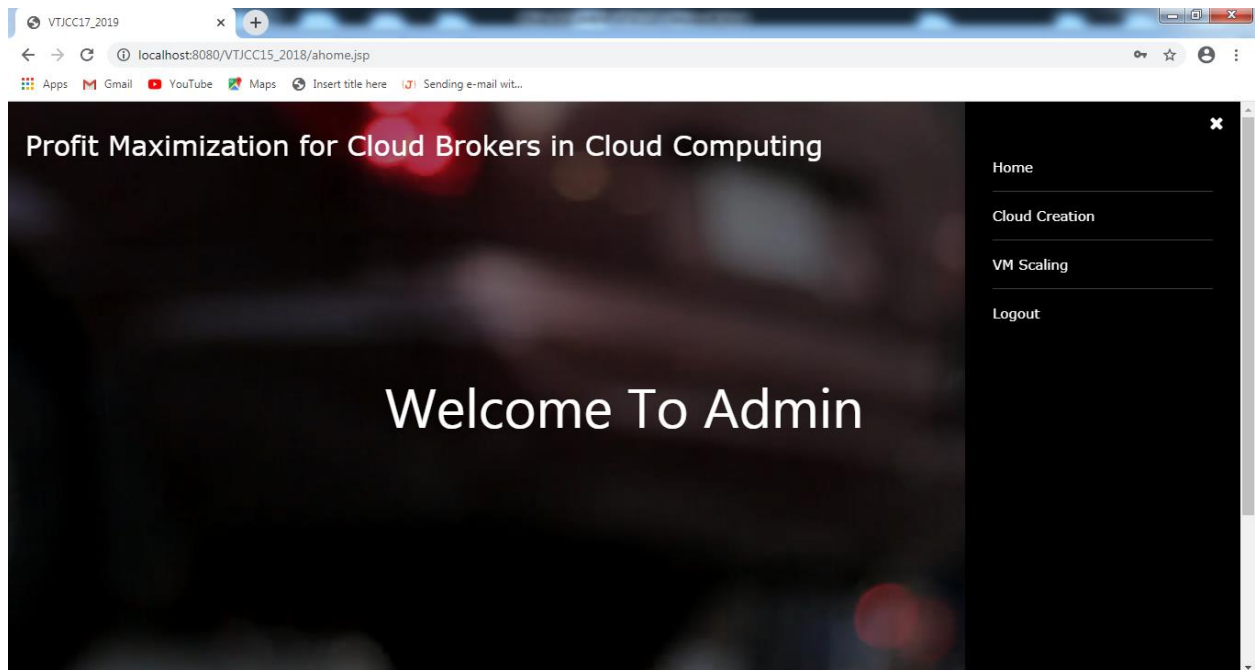 VTJCC17_2019
localhost:8080/VTJCC15_2018/ahome.jsp
Apps Gmail YouTube Maps Insert title here Sending e-mail wit...
Profit Maximization for Cloud Brokers in Cloud Computing
Home
Cloud Creation
VM Scaling
Logout
Welcome To Admin